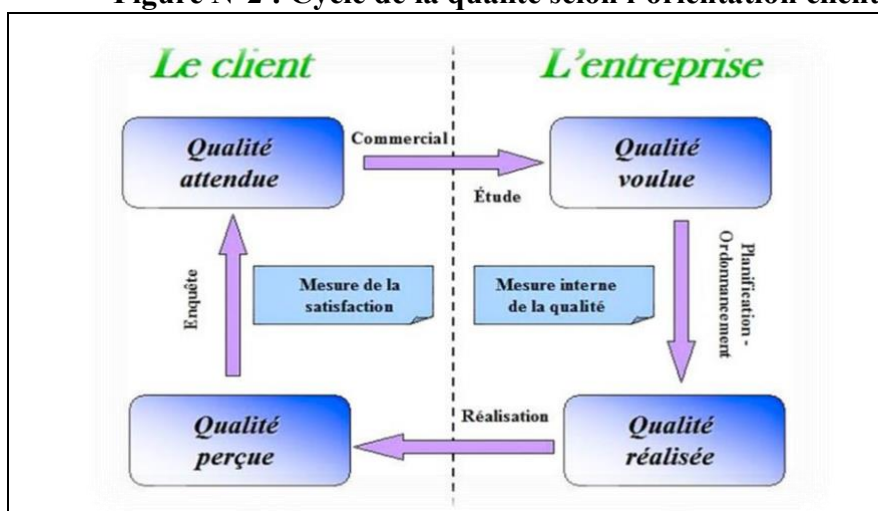 Figure N°2 : Cycle de la qualité selon l'orientation client
Le client
L'entreprise
Qualité
attendue
Commercial
Étude
Qualité
voulue
Enquête
Mesure de la
satisfaction
Mesure interne
de la qualité
Planification -
Ordonnancement
Qualité
perçue
Réalisation
Qualité
réalisée